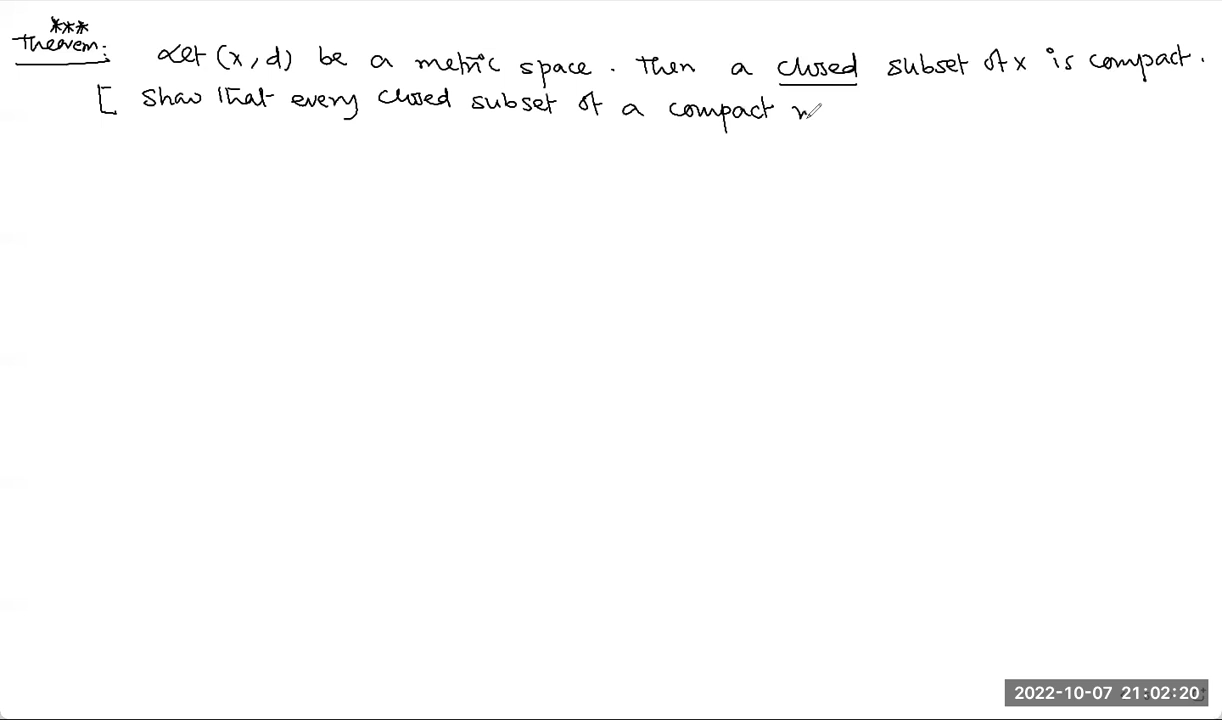 ***
Theorem: Let (x, d) be a metric space. Then a closed subset of x is compact.
[ Show that every closed subset of a compact
2022-10-07 21:02:20